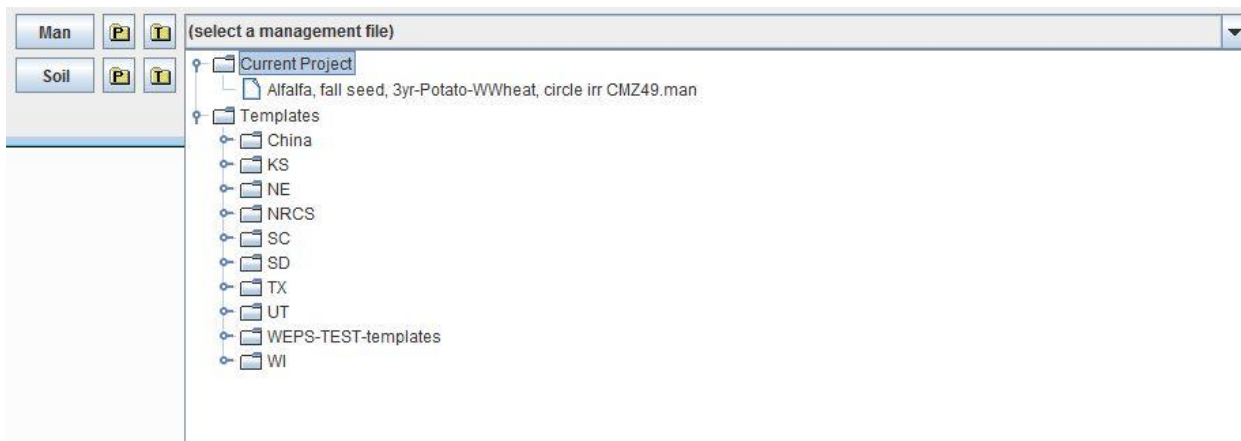 Man P T (select a management file)
Soil P T
Current Project
Alfalfa, fall seed, 3yr-Potato-WWheat, circle irr CMZ49.man
Templates
China
KS
NE
NRCS
SC
SD
TX
UT
WEPS-TEST-templates
WI